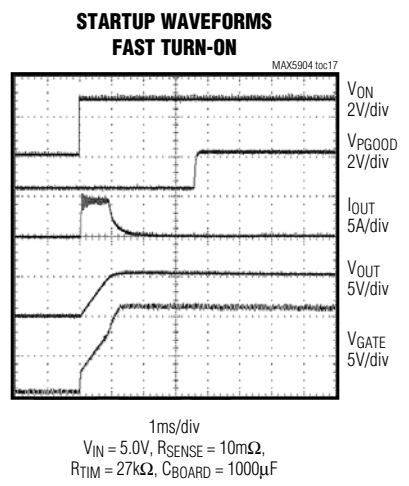 STARTUP WAVEFORMS
FAST TURN-ON
MAX5904 toc17
VON
2V/div
VPGOOD
2V/div
IOUT
5A/div
VOUT
5V/div
VGATE
5V/div
1ms/div
VIN = 5.0V, RSENSE = 10mΩ,
RTIM = 27kΩ, CBOARD = 1000µF